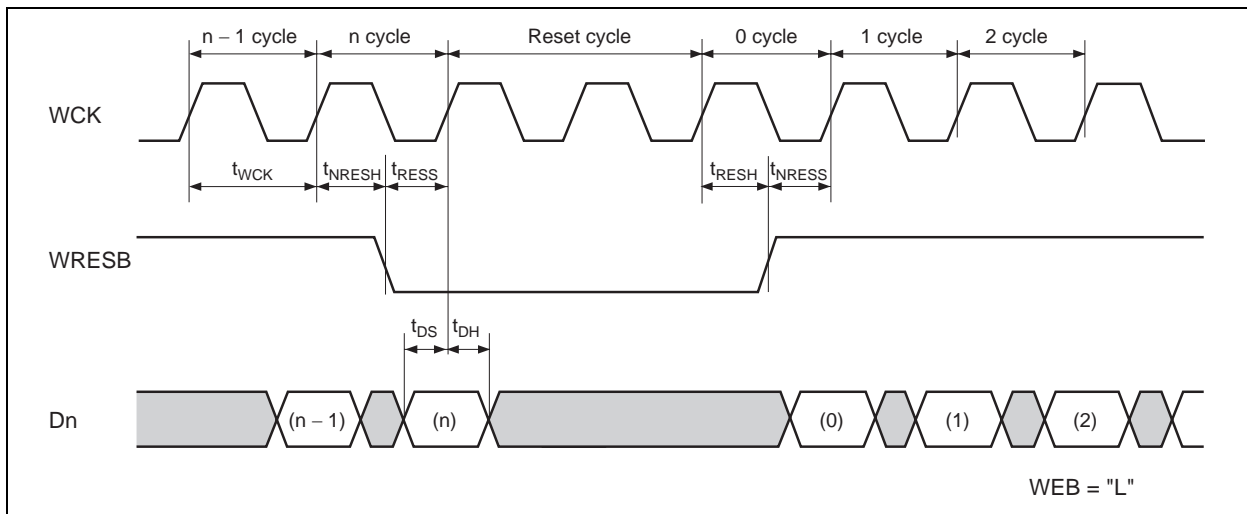 n – 1 cycle n cycle Reset cycle 0 cycle 1 cycle 2 cycle
WCK
tWCK tNRESH tRESS tRESH tNRESS
WRESB
tDS tDH
Dn (n – 1) (n) (0) (1) (2)
WEB = "L"